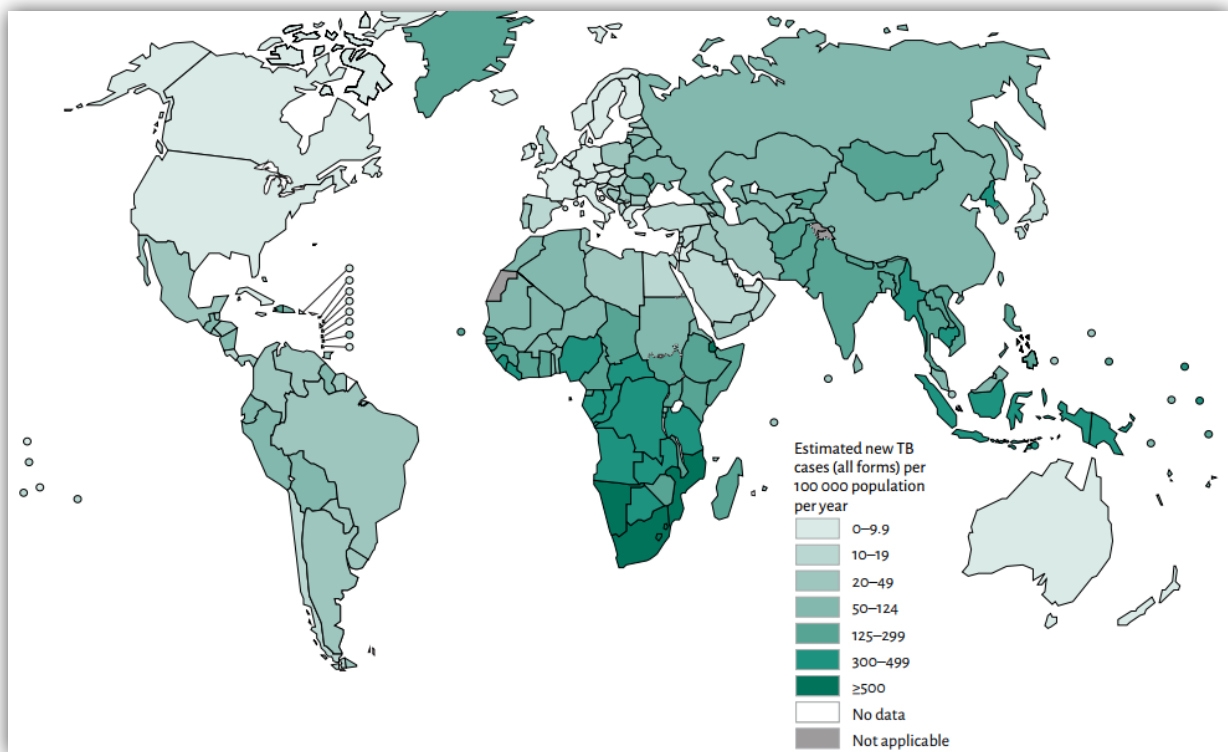 Estimated new TB
cases (all forms) per
100 000 population
per year
0–9.9
10–19
20–49
50–124
125–299
300–499
≥500
No data
Not applicable